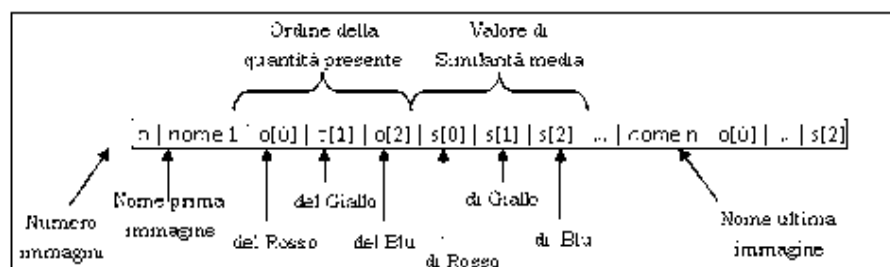 Ordine della
quantità presente
Valore di
Similarità media
n | nome 1 | o[0] | o[1] | o[2] | s[0] | s[1] | s[2] ... | nome n o[0] | ... | s[2]
Numero
immagini
Nome prima
immagine
del Rosso
del Giallo
del Blu
di Rosso
di Giallo
di Blu
Nome ultima
immagine